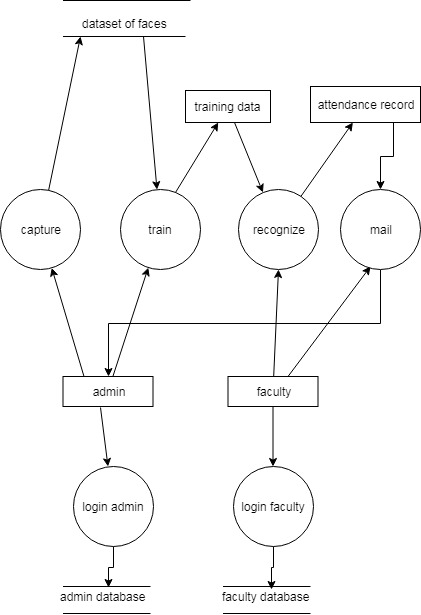 dataset of faces
training data
attendance record
capture
train
recognize
mail
admin
faculty
login admin
login faculty
admin database
faculty database